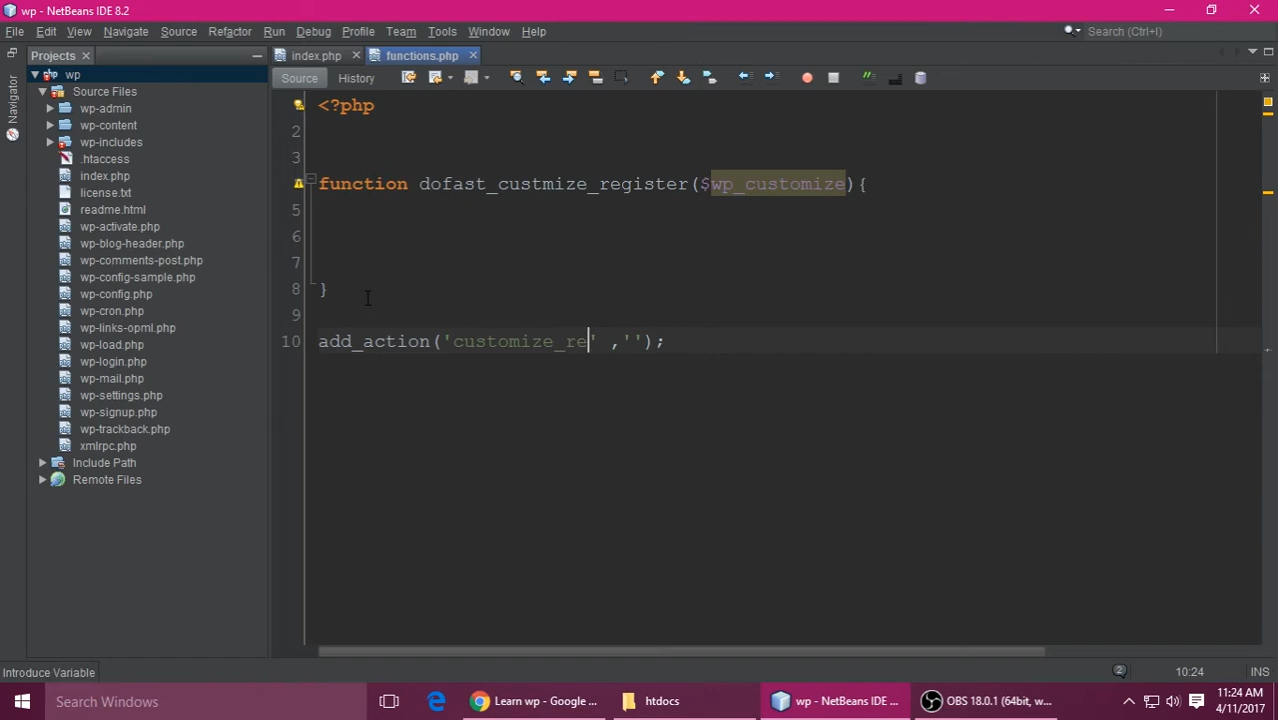 wp - NetBeans IDE 8.2
File Edit View Navigate Source Refactor Run Debug Profile Team Tools Window Help
Search (Ctrl+I)
Projects
index.php
functions.php
Navigator
Source History
wp
Source Files
wp-admin
wp-content
wp-includes
.htaccess
index.php
license.txt
readme.html
wp-activate.php
wp-blog-header.php
wp-comments-post.php
wp-config-sample.php
wp-config.php
wp-cron.php
wp-links-opml.php
wp-load.php
wp-login.php
wp-mail.php
wp-settings.php
wp-signup.php
wp-trackback.php
xmlrpc.php
Include Path
Remote Files
<?php
2
3
function dofast_custmize_register($wp_customize){
5
6
7
8 }
9
10 add_action('customize_re' ,'');
Introduce Variable
2
10:24
INS
Search Windows
Learn wp - Google ...
htdocs
wp - NetBeans IDE ...
OBS 18.0.1 (64bit, w...
11:24 AM
4/11/2017